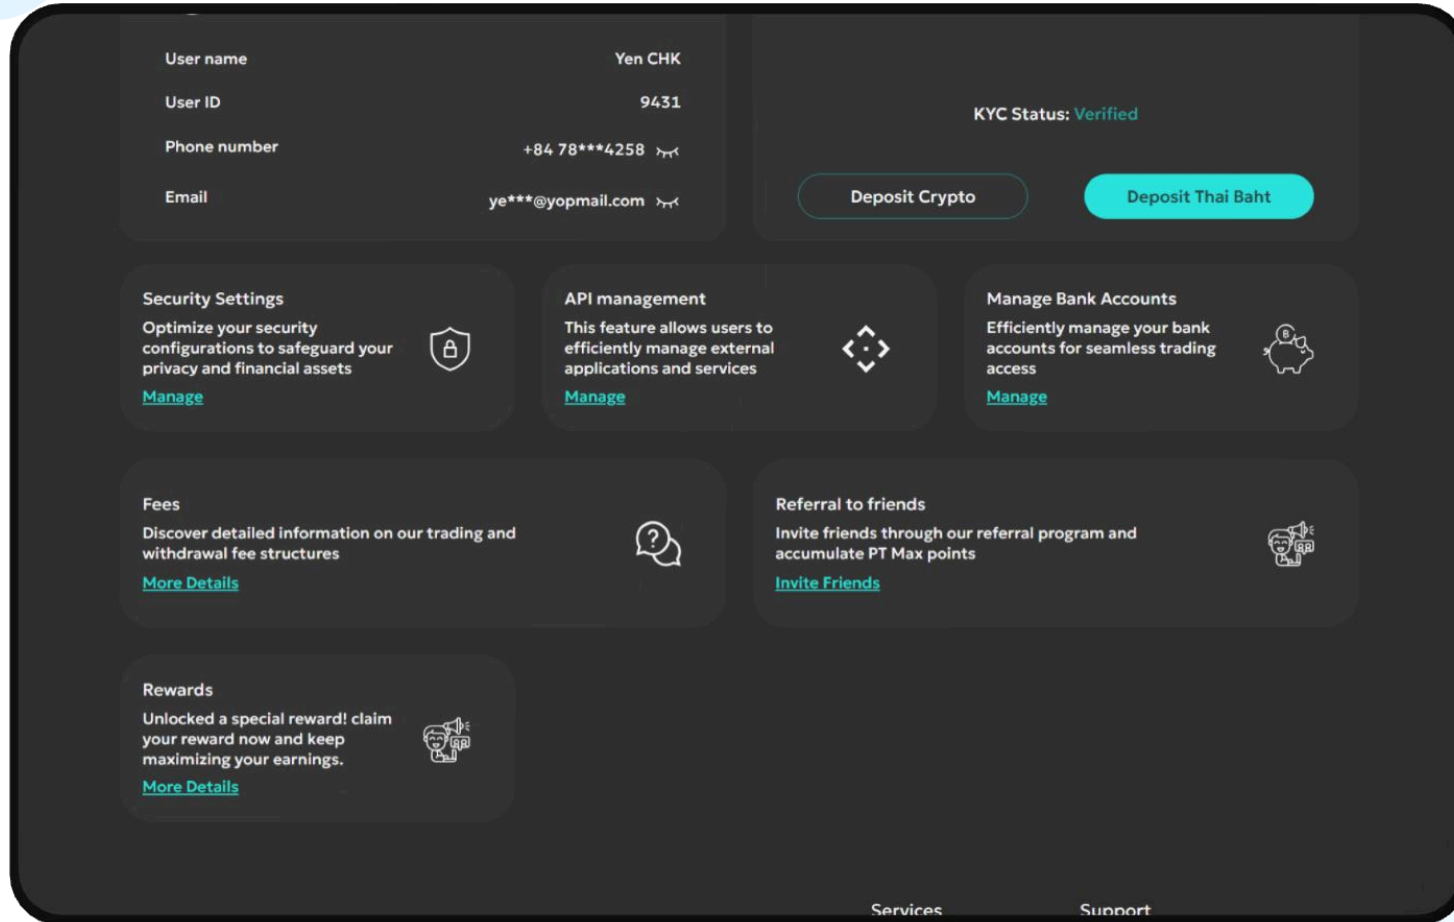 User name Yen CHK
User ID 9431
Phone number +84 78***4258
Email ye***@yopmail.com
KYC Status: Verified
Deposit Crypto Deposit Thai Baht
Security Settings
Optimize your security
configurations to safeguard your
privacy and financial assets
Manage
API management
This feature allows users to
efficiently manage external
applications and services
Manage
Manage Bank Accounts
Efficiently manage your bank
accounts for seamless trading
access
Manage
Fees
Discover detailed information on our trading and
withdrawal fee structures
More Details
Referral to friends
Invite friends through our referral program and
accumulate PT Max points
Invite Friends
Rewards
Unlocked a special reward! claim
your reward now and keep
maximizing your earnings.
More Details
Services Support